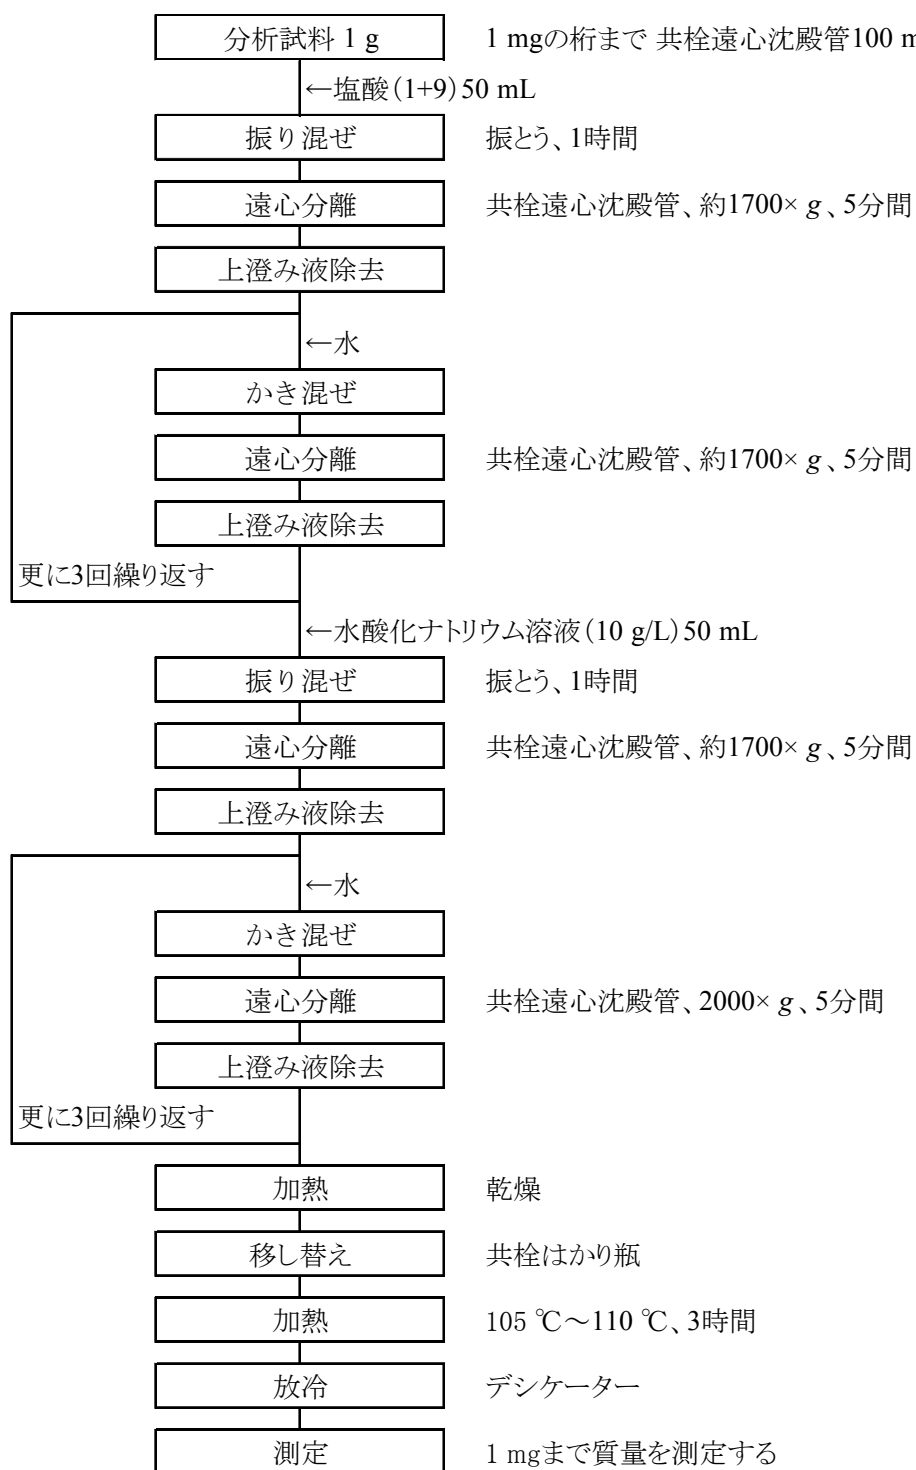 分析試料 1 g 1 mgの桁まで 共栓遠心沈殿管100 m
←塩酸(1+9)50 mL
振り混ぜ 振とう、1時間
遠心分離 共栓遠心沈殿管、約1700× g 、5分間
上澄み液除去
←水
かき混ぜ
遠心分離 共栓遠心沈殿管、約1700× g 、5分間
上澄み液除去
更に3回繰り返す
←水酸化ナトリウム溶液(10 g/L)50 mL
振り混ぜ 振とう、1時間
遠心分離 共栓遠心沈殿管、約1700× g 、5分間
上澄み液除去
←水
かき混ぜ
遠心分離 共栓遠心沈殿管、2000× g 、5分間
上澄み液除去
更に3回繰り返す
加熱 乾燥
移し替え 共栓はかり瓶
加熱 105 ℃～110 ℃、3時間
放冷 デシケーター
測定 1 mgまで質量を測定する